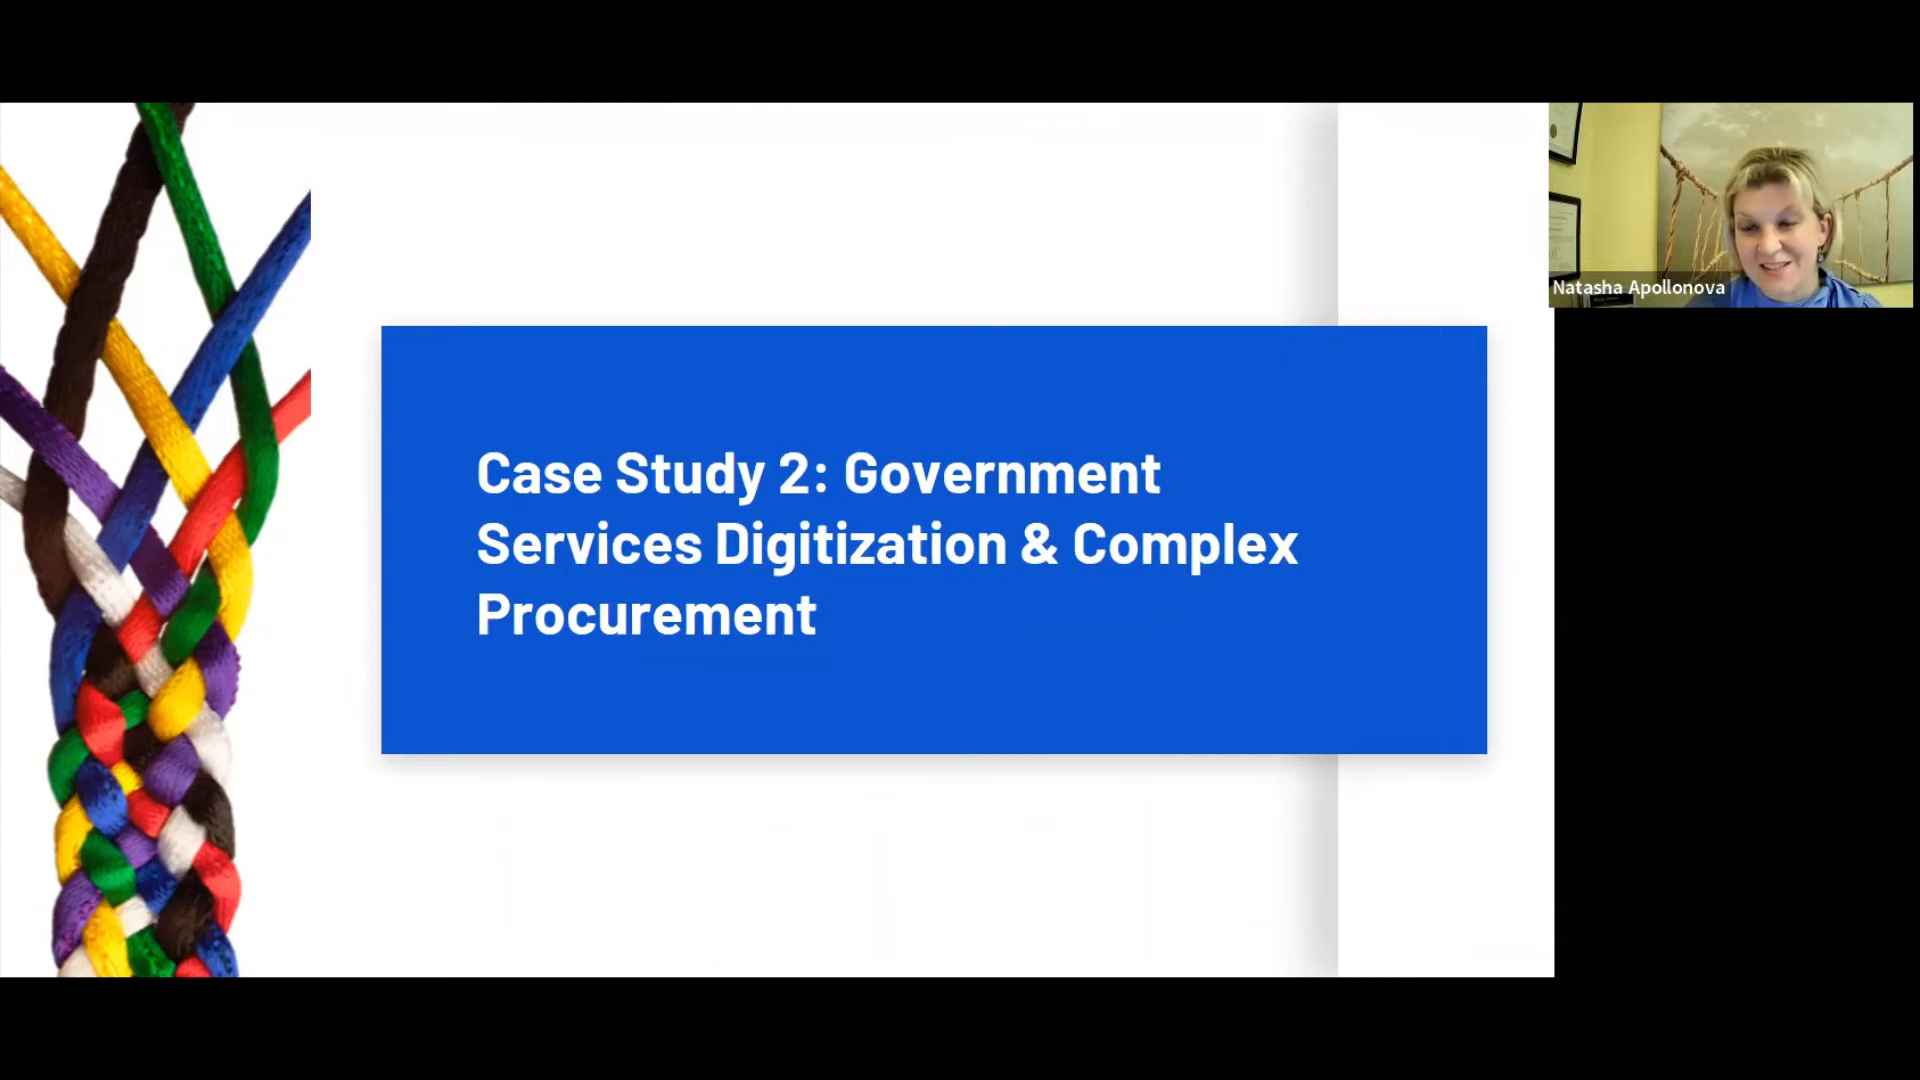 Case Study 2: Government
Services Digitization & Complex
Procurement
Natasha Apollonova